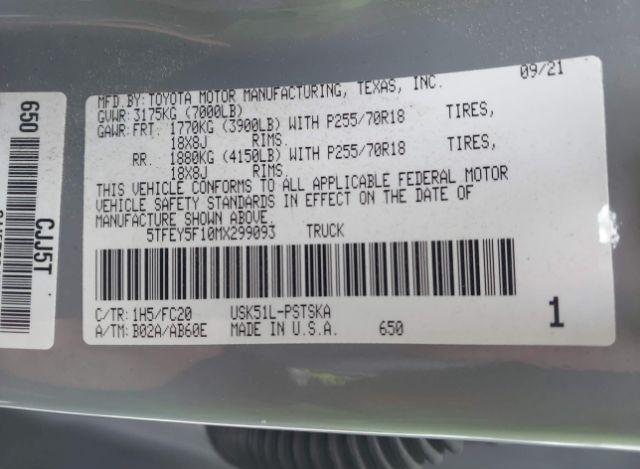 MFD.BY:TOYOTA MOTOR MANUFACTURING, TEXAS, INC. 09/21
GVWR:3175KG (7000LB)
GAWR:FRT. 1770KG (3900LB) WITH P255/70R18 TIRES,
18X8J RIMS.
RR. 1880KG (4150LB) WITH P255/70R18 TIRES,
18X8J RIMS.
THIS VEHICLE CONFORMS TO ALL APPLICABLE FEDERAL MOTOR
VEHICLE SAFETY STANDARDS IN EFFECT ON THE DATE OF
MANUFACTURE SHOWN ABOVE.
5TFEY5F10MX299093 TRUCK
C/TR:1H5/FC20 USK51L-PSTSKA
A/TM:B02A/AB60E MADE IN U.S.A. 650 1
650
CJJ5T